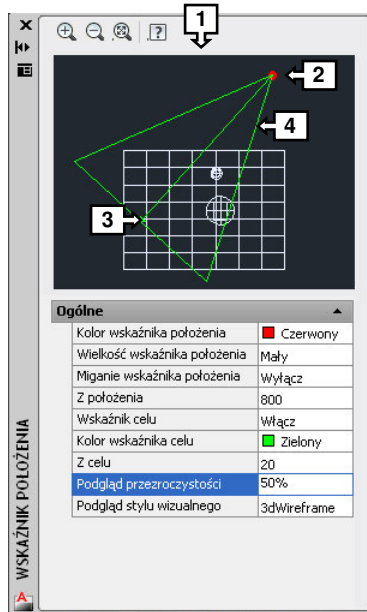 1
2
4
3
Ogólne
Kolor wskaźnika położenia Czerwony
Wielkość wskaźnika położenia Mały
Miganie wskaźnika położenia Wyłącz
Z położenia 800
Wskaźnik celu Włącz
Kolor wskaźnika celu Zielony
Z celu 20
Podgląd przezroczystości 50%
Podgląd stylu wizualnego 3dWireframe
WSKAŹNIK POŁOŻENIA